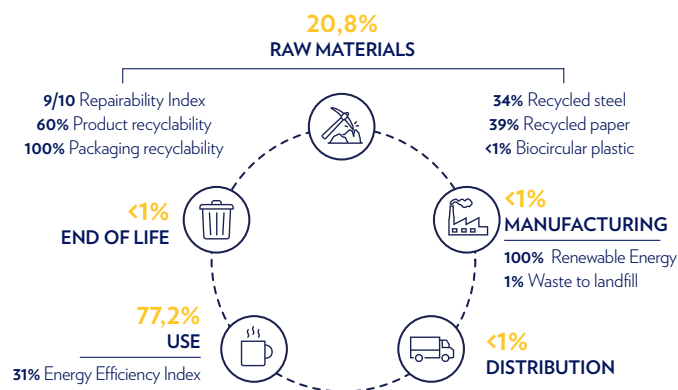 20,8%
RAW MATERIALS
9/10 Repairability Index
60% Product recyclability
100% Packaging recyclability
34% Recycled steel
39% Recycled paper
<1% Biocircular plastic
<1%
END OF LIFE
<1%
MANUFACTURING
100% Renewable Energy
1% Waste to landfill
77,2%
USE
31% Energy Efficiency Index
<1%
DISTRIBUTION